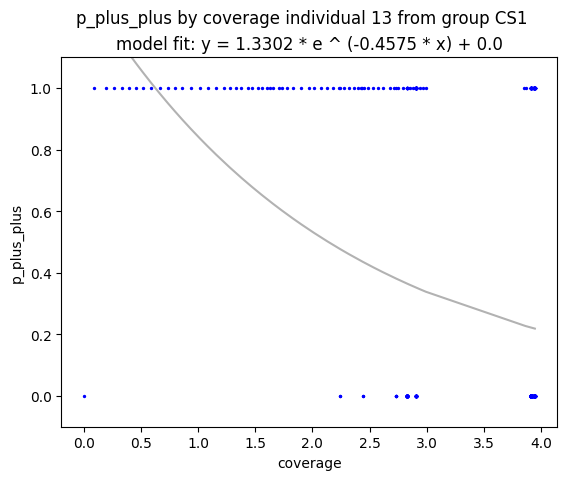 p_plus_plus by coverage individual 13 from group CS1
model fit: y = 1.3302 * e ^ (-0.4575 * x) + 0.0
1.0
0.8
0.6
0.4
0.2
0.0
p_plus_plus
0.0 0.5 1.0 1.5 2.0 2.5 3.0 3.5 4.0
coverage